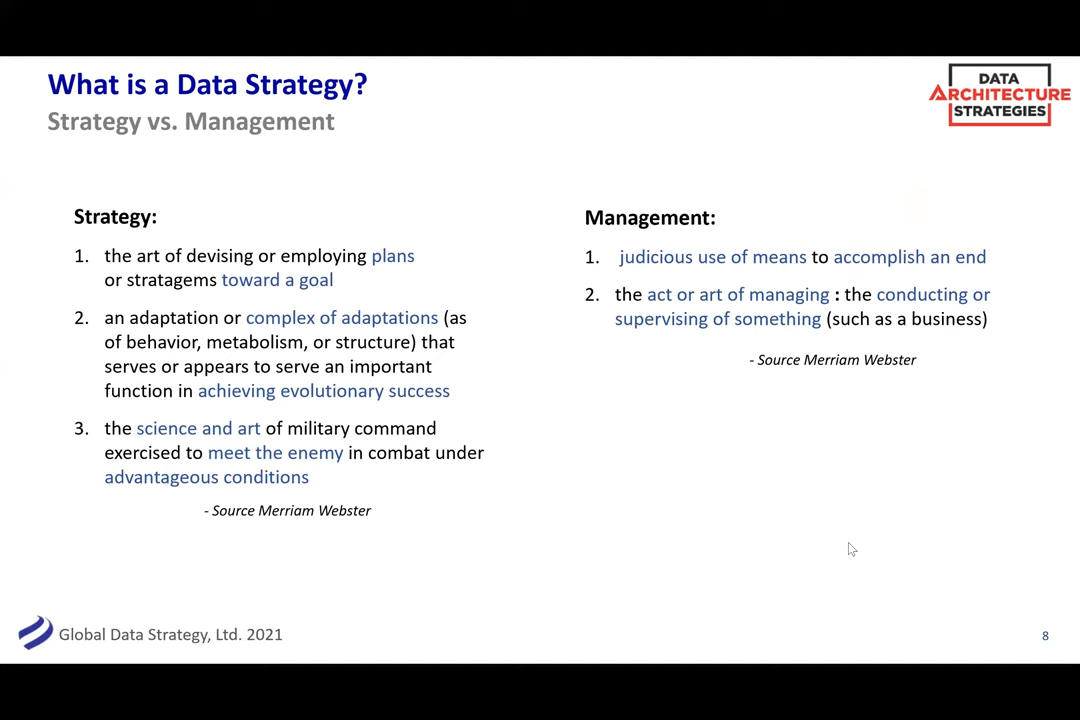 What is a Data Strategy?
Strategy vs. Management
DATA
ARCHITECTURE
STRATEGIES
Strategy:
1. the art of devising or employing plans
or stratagems toward a goal
2. an adaptation or complex of adaptations (as
of behavior, metabolism, or structure) that
serves or appears to serve an important
function in achieving evolutionary success
3. the science and art of military command
exercised to meet the enemy in combat under
advantageous conditions
- Source Merriam Webster
Management:
1. judicious use of means to accomplish an end
2. the act or art of managing : the conducting or
supervising of something (such as a business)
- Source Merriam Webster
Global Data Strategy, Ltd. 2021
8